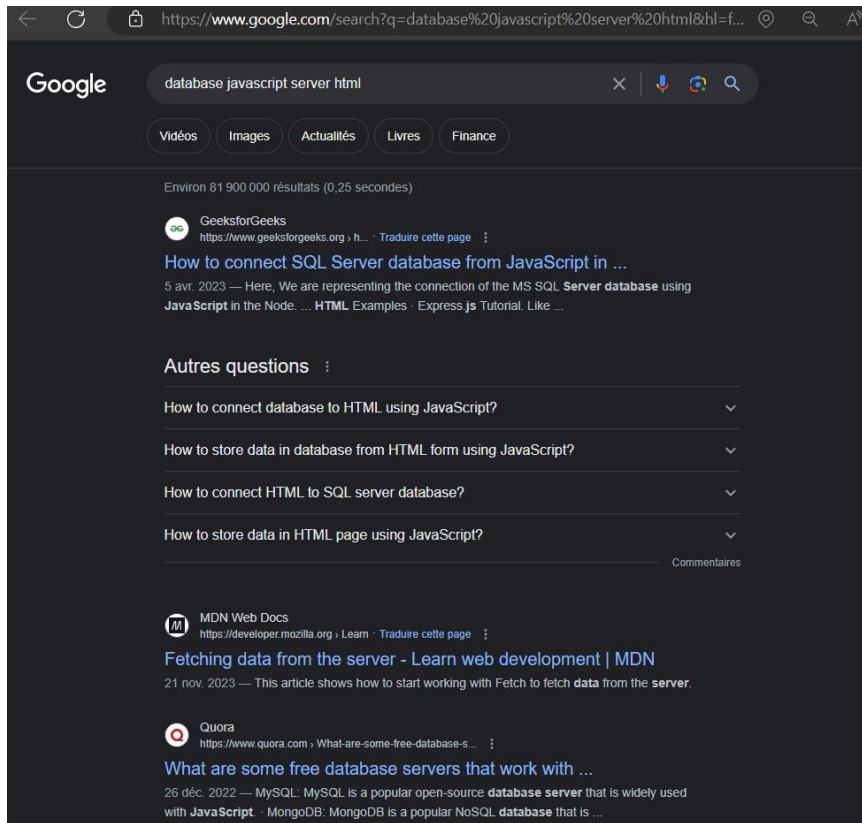 https://www.google.com/search?q=database%20javascript%20server%20html&hl=f...
Google
database javascript server html
Vidéos Images Actualités Livres Finance
Environ 81 900 000 résultats (0,25 secondes)
GeeksforGeeks
https://www.geeksforgeeks.org › h... · Traduire cette page
How to connect SQL Server database from JavaScript in ...
5 avr. 2023 — Here, We are representing the connection of the MS SQL Server database using
JavaScript in the Node. ... HTML Examples · Express.js Tutorial. Like ...
Autres questions
How to connect database to HTML using JavaScript?
How to store data in database from HTML form using JavaScript?
How to connect HTML to SQL server database?
How to store data in HTML page using JavaScript?
Commentaires
MDN Web Docs
https://developer.mozilla.org › Learn · Traduire cette page
Fetching data from the server - Learn web development | MDN
21 nov. 2023 — This article shows how to start working with Fetch to fetch data from the server.
Quora
https://www.quora.com › What-are-some-free-database-s...
What are some free database servers that work with ...
26 déc. 2022 — MySQL: MySQL is a popular open-source database server that is widely used
with JavaScript. · MongoDB: MongoDB is a popular NoSQL database that is ...